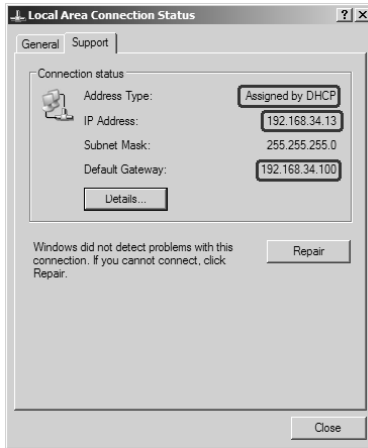 Local Area Connection Status
General Support
Connection status
Address Type: Assigned by DHCP
IP Address: 192.168.34.13
Subnet Mask: 255.255.255.0
Default Gateway: 192.168.34.100
Details...
Windows did not detect problems with this
connection. If you cannot connect, click
Repair.
Repair
Close